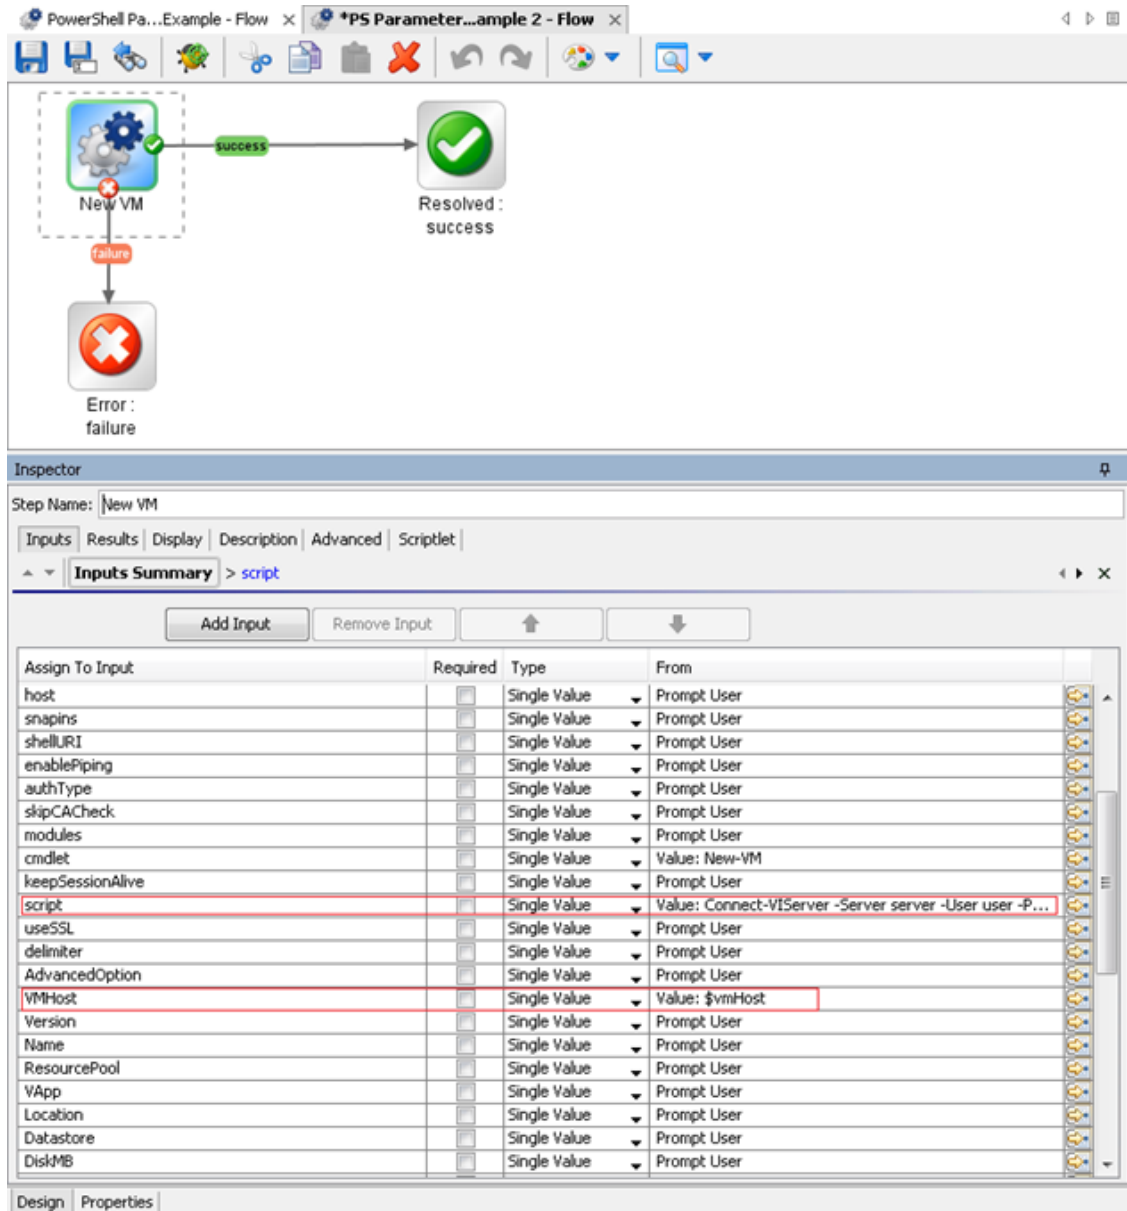 PowerShell Pa...Example - Flow
*PS Parameter...ample 2 - Flow
success
New VM
Resolved :
success
failure
Error :
failure
Inspector
Step Name: New VM
Inputs Results Display Description Advanced Scriptlet
Inputs Summary > script
Add Input Remove Input
Assign To Input Required Type From
host Single Value Prompt User
snapins Single Value Prompt User
shellURI Single Value Prompt User
enablePiping Single Value Prompt User
authType Single Value Prompt User
skipCACheck Single Value Prompt User
modules Single Value Prompt User
cmdlet Single Value Value: New-VM
keepSessionAlive Single Value Prompt User
script Single Value Value: Connect-VIServer -Server server -User user -P...
useSSL Single Value Prompt User
delimiter Single Value Prompt User
AdvancedOption Single Value Prompt User
VMHost Single Value Value: $vmHost
Version Single Value Prompt User
Name Single Value Prompt User
ResourcePool Single Value Prompt User
VApp Single Value Prompt User
Location Single Value Prompt User
Datastore Single Value Prompt User
DiskMB Single Value Prompt User
Design Properties